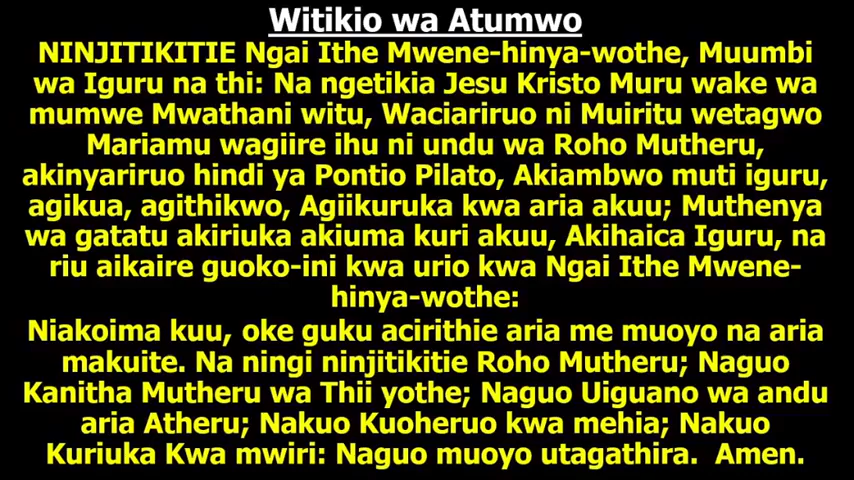 Witikio wa Atumwo
NINJITIKITIE Ngai Ithe Mwene-hinya-wothe, Muumbi
wa Iguru na thi: Na ngetikia Jesu Kristo Muru wake wa
mumwe Mwathani witu, Waciariruo ni Muiritu wetagwo
Mariamu wagiire ihu ni undu wa Roho Mutheru,
akinyariruo hindi ya Pontio Pilato, Akiambwo muti iguru,
agikua, agithikwo, Agiikuruka kwa aria akuu; Muthenya
wa gatatu akiriuka akiuma kuri akuu, Akihaica Iguru, na
riu aikaire guoko-ini kwa urio kwa Ngai Ithe Mwene-
hinya-wothe:
Niakoima kuu, oke guku acirithie aria me muoyo na aria
makuite. Na ningi ninjitikitie Roho Mutheru; Naguo
Kanitha Mutheru wa Thii yothe; Naguo Uiguano wa andu
aria Atheru; Nakuo Kuoheruo kwa mehia; Nakuo
Kuriuka Kwa mwiri: Naguo muoyo utagathira. Amen.